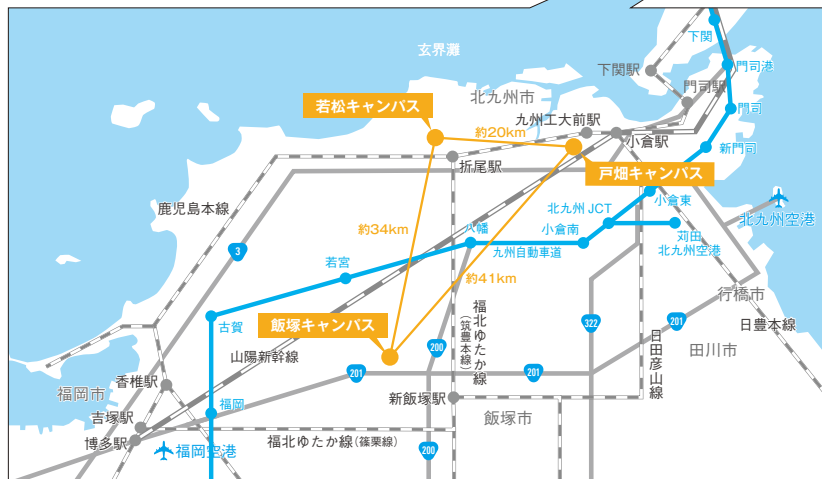 下関
玄界灘
門司港
下関駅
門司駅
北九州市
若松キャンパス
門司
九州工大前駅
約20km
小倉駅
新門司
折尾駅
戸畑キャンパス
小倉東
鹿児島本線
北九州JCT
北九州空港
八幡
小倉南
苅田
北九州空港
約34km
九州自動車道
3
若宮
約41km
行橋市
福北ゆたか線
(筑豊本線)
古賀
飯塚キャンパス
322
201
日豊本線
200
日田彦山線
田川市
山陽新幹線
201
201
香椎駅
福岡市
新飯塚駅
福岡
飯塚市
吉塚駅
博多駅
福岡空港
福北ゆたか線(篠栗線)
200